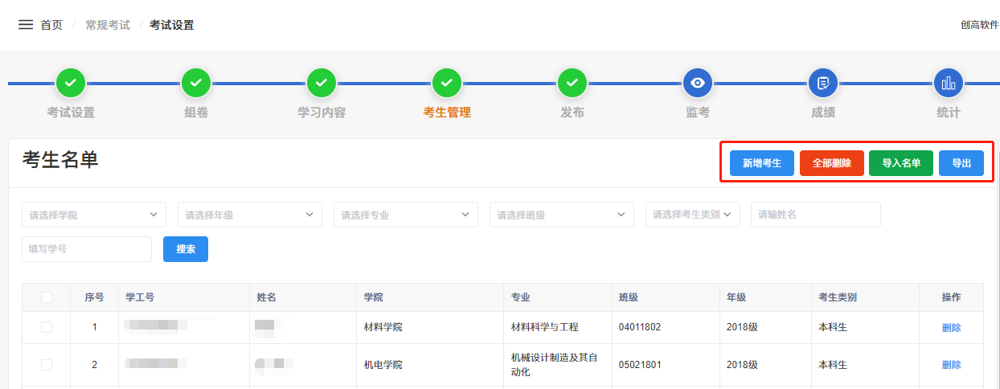 首页 / 常规考试 / 考试设置
创高软件
考试设置 组卷 学习内容 考生管理 发布 监考 成绩 统计
考生名单
新增考生 全部删除 导入名单 导出
请选择学院 请选择年级 请选择专业 请选择班级 请选择考生类别 请输姓名
填写学号 搜索
序号 学工号 姓名 学院 专业 班级 年级 考生类别 操作
1 材料学院 材料科学与工程 04011802 2018级 本科生 删除
2 机电学院 机械设计制造及其自 05021801 2018级 本科生 删除
动化